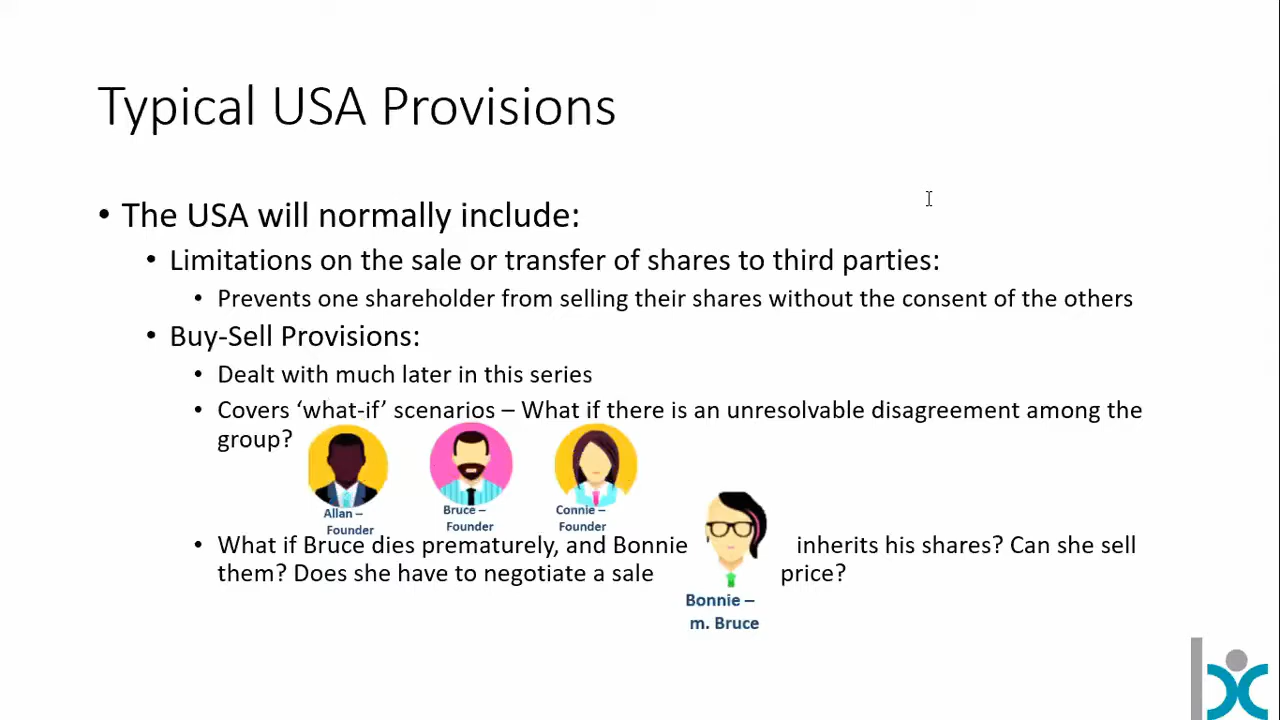 Typical USA Provisions
• The USA will normally include:
• Limitations on the sale or transfer of shares to third parties:
• Prevents one shareholder from selling their shares without the consent of the others
• Buy-Sell Provisions:
• Dealt with much later in this series
• Covers ‘what-if’ scenarios – What if there is an unresolvable disagreement among the
group?
Allan – Founder
Bruce – Founder
Connie – Founder
• What if Bruce dies prematurely, and Bonnie inherits his shares? Can she sell
them? Does she have to negotiate a sale price?
Bonnie –
m. Bruce